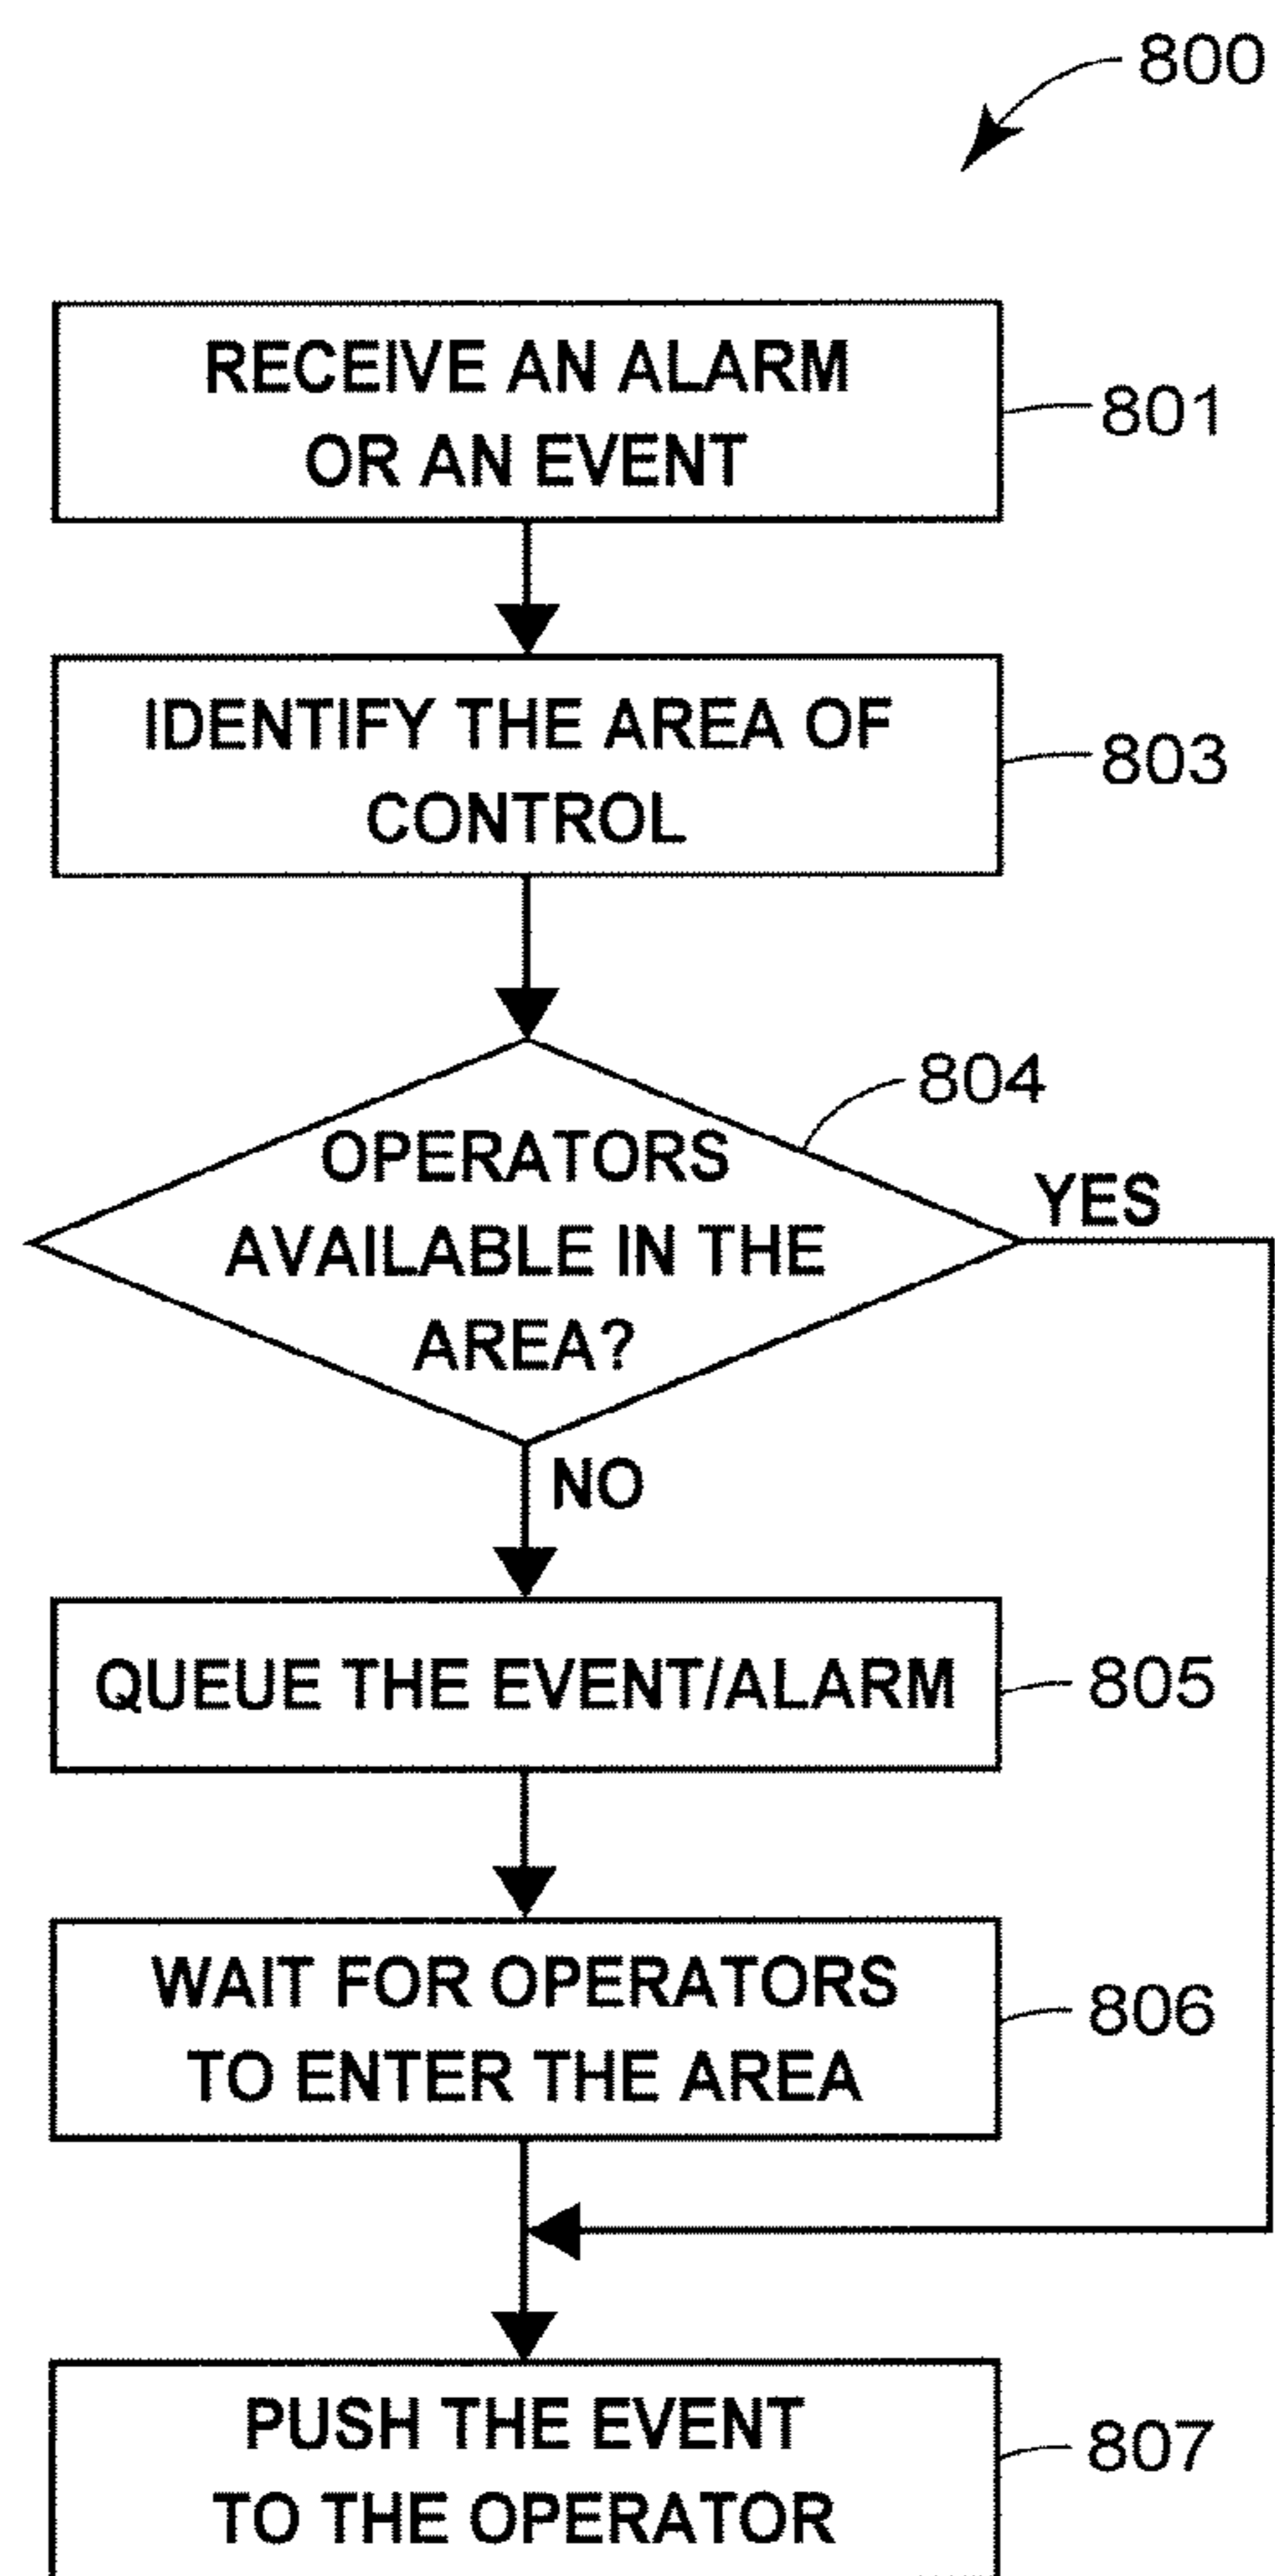 800
RECEIVE AN ALARM
OR AN EVENT
801
IDENTIFY THE AREA OF
CONTROL
803
804
OPERATORS
AVAILABLE IN THE
AREA?
YES
NO
QUEUE THE EVENT/ALARM
805
WAIT FOR OPERATORS
TO ENTER THE AREA
806
PUSH THE EVENT
TO THE OPERATOR
807